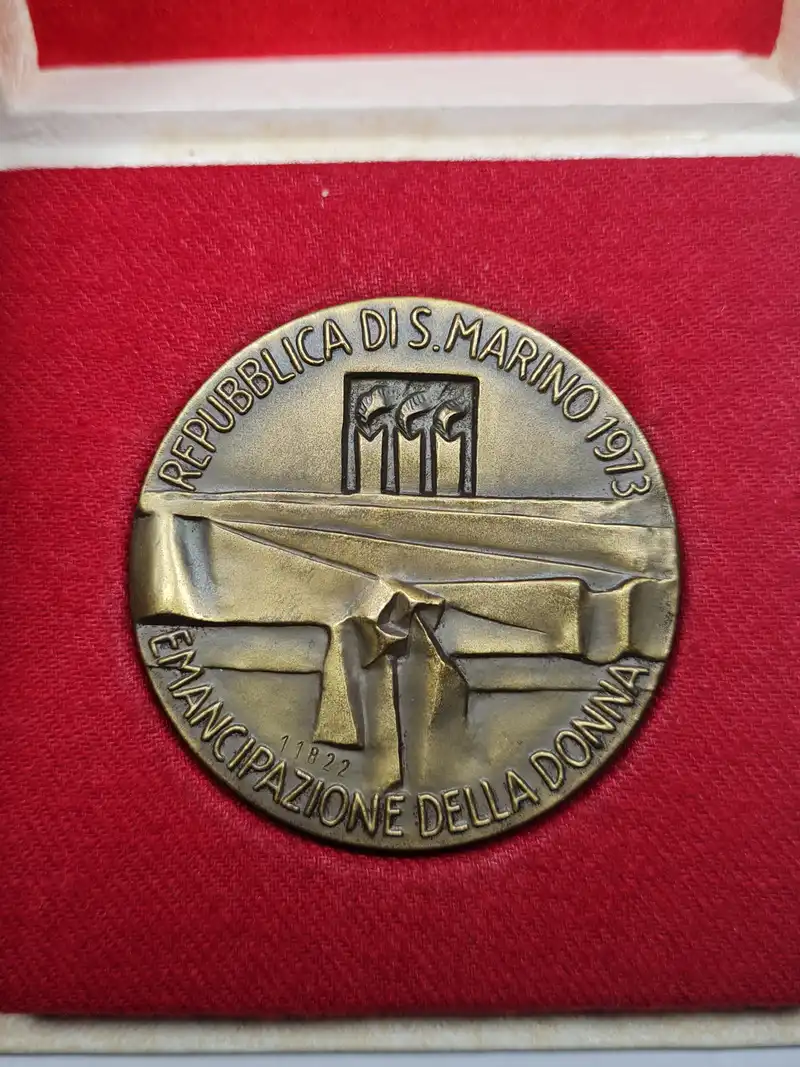 REPUBBLICA DI S. MARINO 1973
11822
EMANCIPAZIONE DELLA DONNA